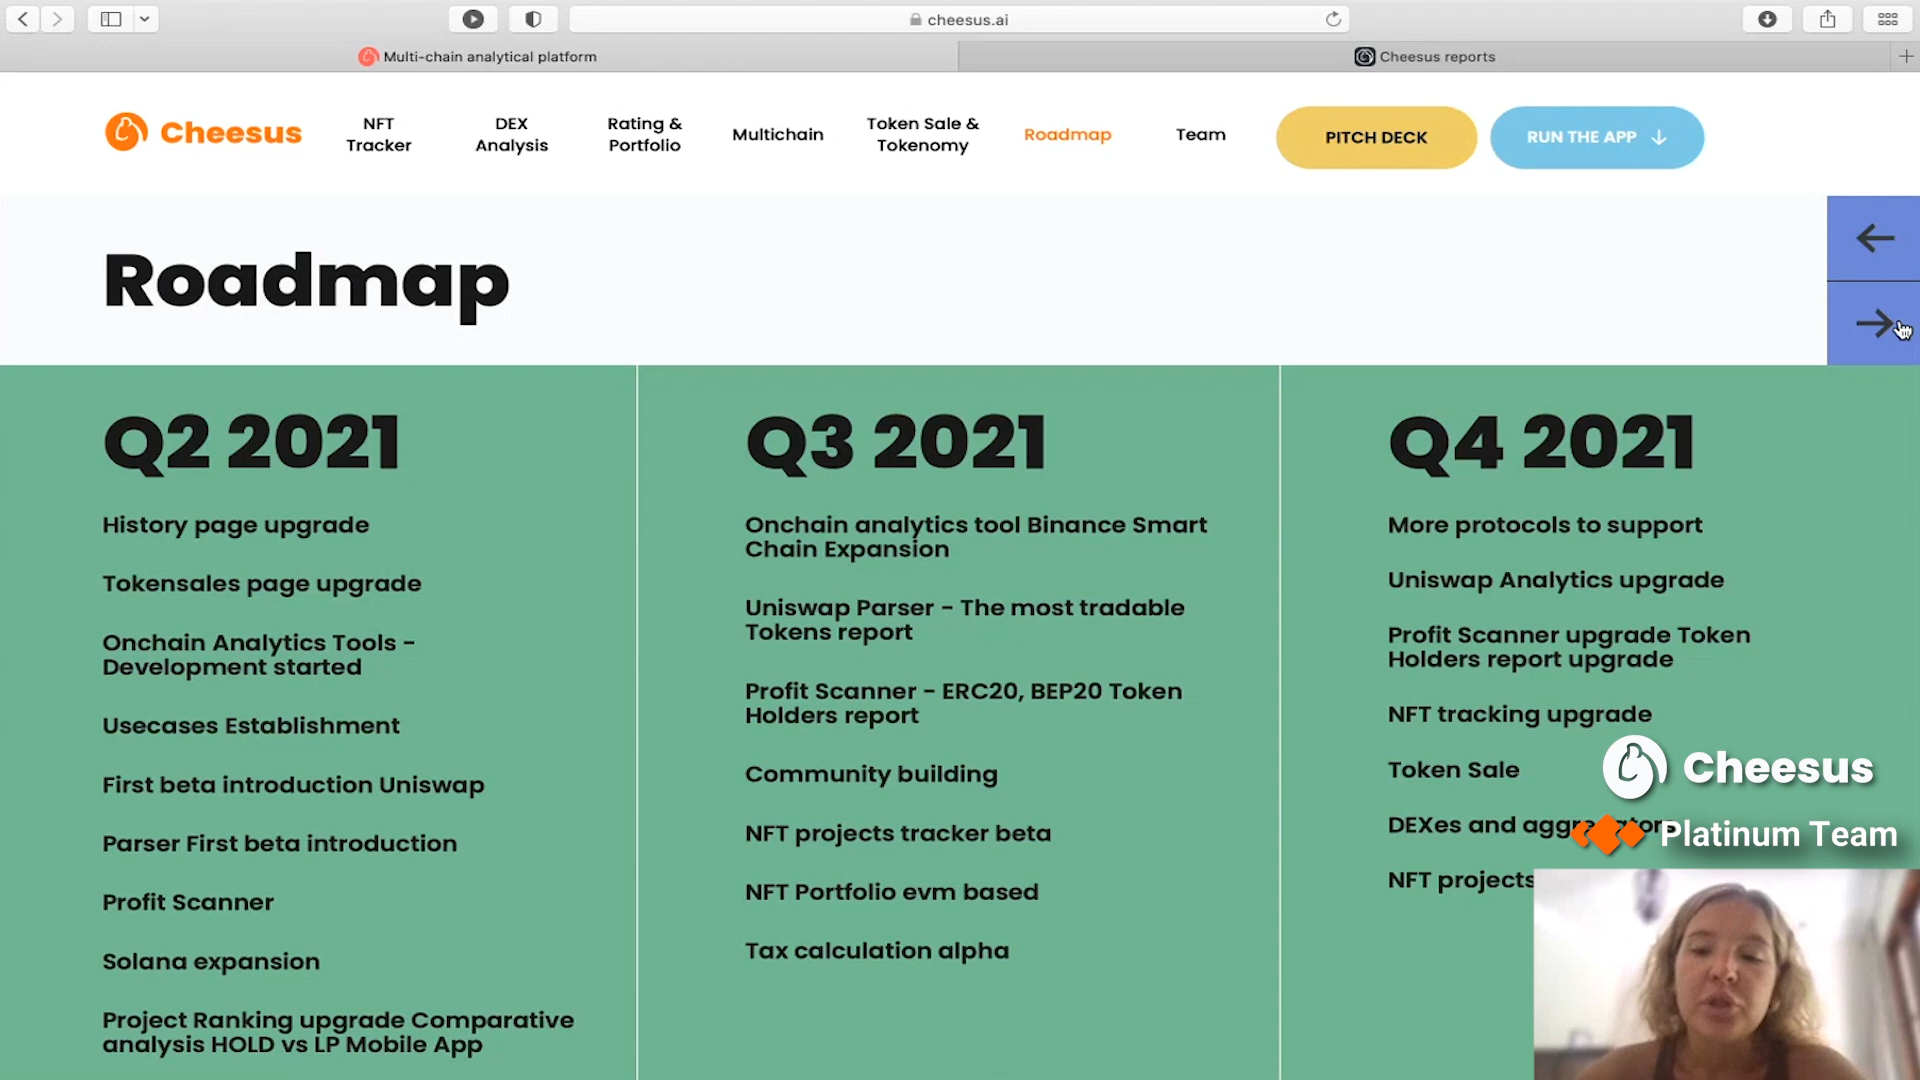 cheesus.ai
Multi-chain analytical platform
Cheesus reports
Cheesus
NFT
Tracker
DEX
Analysis
Rating &
Portfolio
Multichain
Token Sale &
Tokenomy
Roadmap
Team
PITCH DECK
RUN THE APP
Roadmap
Q2 2021
History page upgrade
Tokensales page upgrade
Onchain Analytics Tools -
Development started
Usecases Establishment
First beta introduction Uniswap
Parser First beta introduction
Profit Scanner
Solana expansion
Project Ranking upgrade Comparative
analysis HOLD vs LP Mobile App
Q3 2021
Onchain analytics tool Binance Smart
Chain Expansion
Uniswap Parser - The most tradable
Tokens report
Profit Scanner - ERC20, BEP20 Token
Holders report
Community building
NFT projects tracker beta
NFT Portfolio evm based
Tax calculation alpha
Q4 2021
More protocols to support
Uniswap Analytics upgrade
Profit Scanner upgrade Token
Holders report upgrade
NFT tracking upgrade
Token Sale
DEXes and
NFT projects
Cheesus
Platinum Team